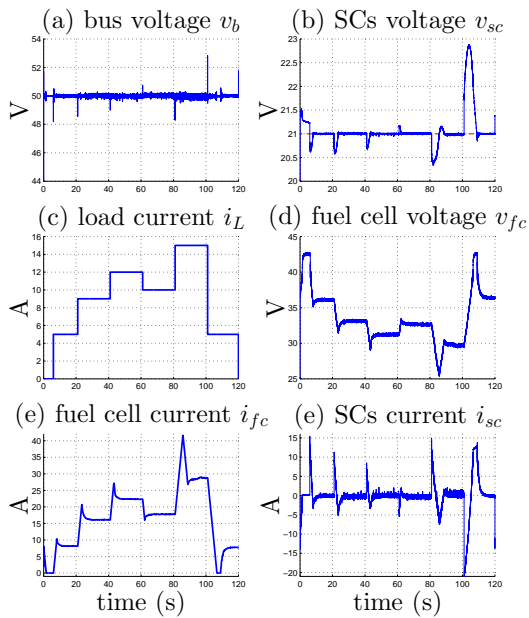 (a) bus voltage v_b
(b) SCs voltage v_sc
V
54
52
50
48
46
44
0 20 40 60 80 100 120
V
23
22.5
22
21.5
21
20.5
20
0 20 40 60 80 100 120
(c) load current i_L
(d) fuel cell voltage v_fc
A
16
14
12
10
8
6
4
2
0
0 20 40 60 80 100 120
V
45
40
35
30
25
0 20 40 60 80 100 120
(e) fuel cell current i_fc
(e) SCs current i_sc
A
40
35
30
25
20
15
10
5
0
0 20 40 60 80 100 120
time (s)
A
15
10
5
0
−5
−10
−15
−20
0 20 40 60 80 100 120
time (s)